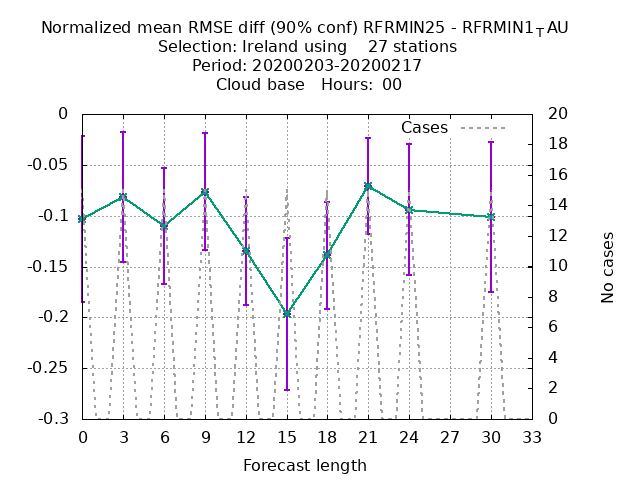 Normalized mean RMSE diff (90% conf) RFRMIN25 - RFRMIN1TAU
Selection: Ireland using 27 stations
Period: 20200203-20200217
Cloud base Hours: 00
Cases
0
-0.05
-0.1
-0.15
-0.2
-0.25
-0.3
20
18
16
14
12
10
8
6
4
2
0
No cases
0 3 6 9 12 15 18 21 24 27 30 33
Forecast length